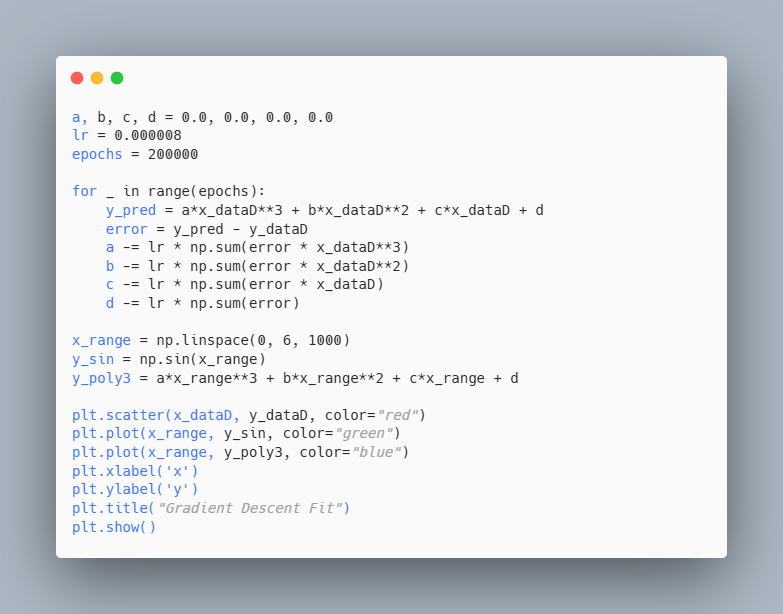 a, b, c, d = 0.0, 0.0, 0.0, 0.0
lr = 0.000008
epochs = 200000

for _ in range(epochs):
    y_pred = a*x_dataD**3 + b*x_dataD**2 + c*x_dataD + d
    error = y_pred - y_dataD
    a -= lr * np.sum(error * x_dataD**3)
    b -= lr * np.sum(error * x_dataD**2)
    c -= lr * np.sum(error * x_dataD)
    d -= lr * np.sum(error)

x_range = np.linspace(0, 6, 1000)
y_sin = np.sin(x_range)
y_poly3 = a*x_range**3 + b*x_range**2 + c*x_range + d

plt.scatter(x_dataD, y_dataD, color="red")
plt.plot(x_range, y_sin, color="green")
plt.plot(x_range, y_poly3, color="blue")
plt.xlabel('x')
plt.ylabel('y')
plt.title("Gradient Descent Fit")
plt.show()